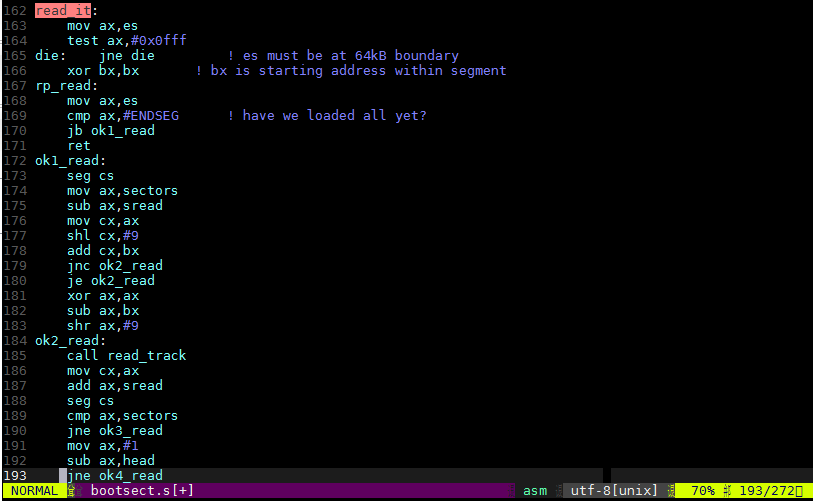 162 read_it:
163     mov ax,es
164     test ax,#0x0fff
165 die:    jne die         ! es must be at 64kB boundary
166     xor bx,bx       ! bx is starting address within segment
167 rp_read:
168     mov ax,es
169     cmp ax,#ENDSEG      ! have we loaded all yet?
170     jb ok1_read
171     ret
172 ok1_read:
173     seg cs
174     mov ax,sectors
175     sub ax,sread
176     mov cx,ax
177     shl cx,#9
178     add cx,bx
179     jnc ok2_read
180     je ok2_read
181     xor ax,ax
182     sub ax,bx
183     shr ax,#9
184 ok2_read:
185     call read_track
186     mov cx,ax
187     add ax,sread
188     seg cs
189     cmp ax,sectors
190     jne ok3_read
191     mov ax,#1
192     sub ax,head
193     jne ok4_read
NORMAL bootsect.s[+] asm utf-8[unix] 70% 193/272